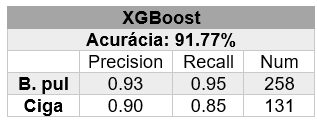 XGBoost
Acurácia: 91.77%
Precision Recall Num
B. pul 0.93 0.95 258
Ciga 0.90 0.85 131